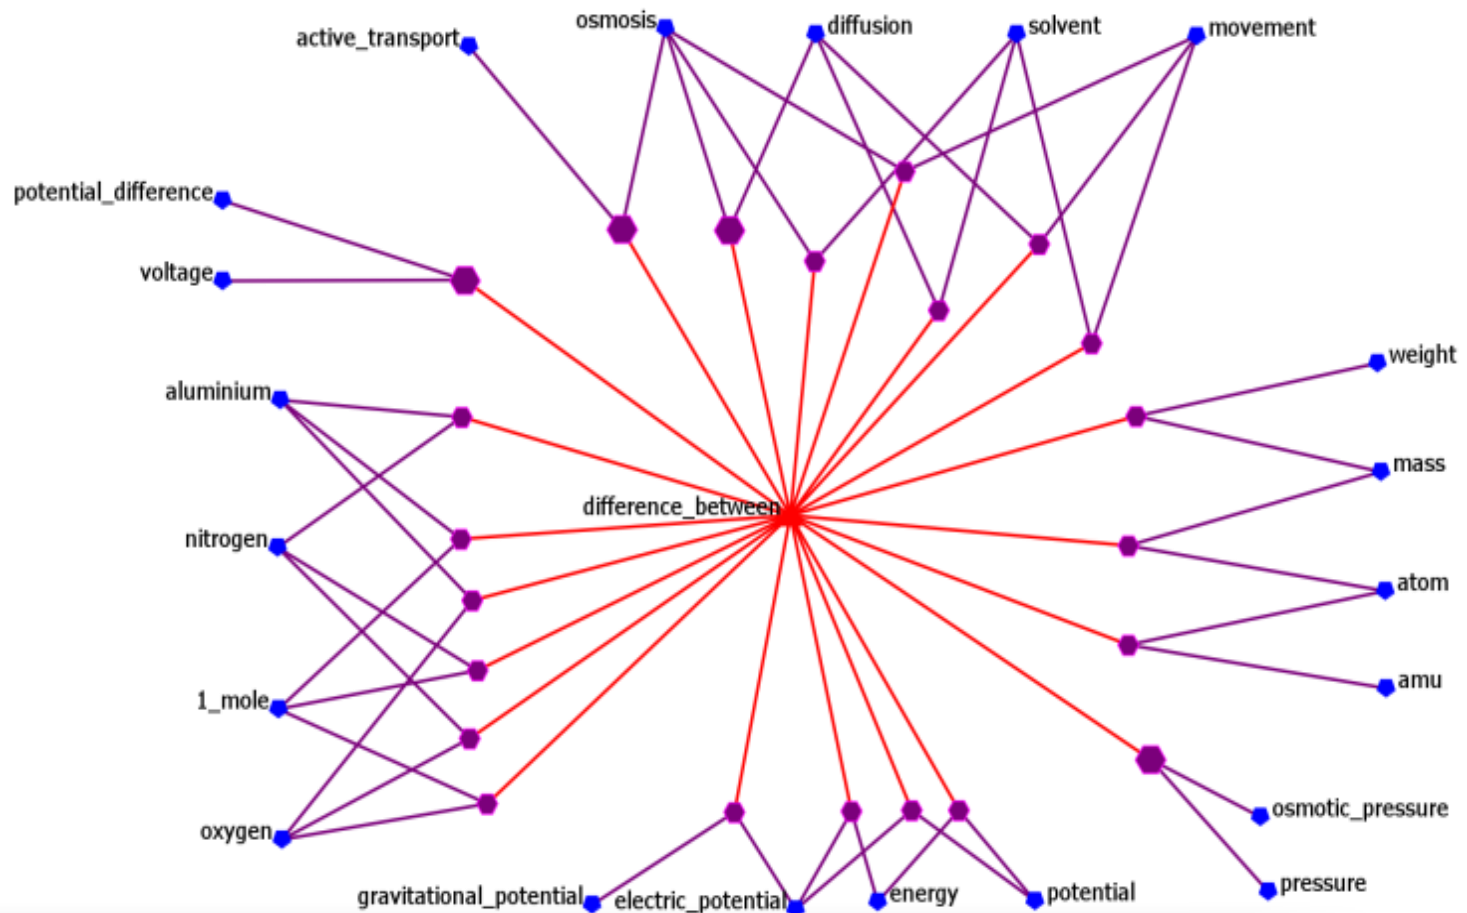 osmosis
diffusion
solvent
movement
active_transport
potential_difference
voltage
weight
aluminium
mass
difference_between
nitrogen
atom
amu
1_mole
osmotic_pressure
oxygen
pressure
gravitational_potential
electric_potential
energy
potential